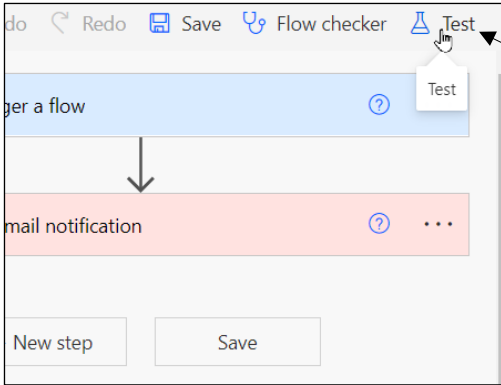 do Redo Save Flow checker Test
Test
ger a flow
mail notification
New step Save